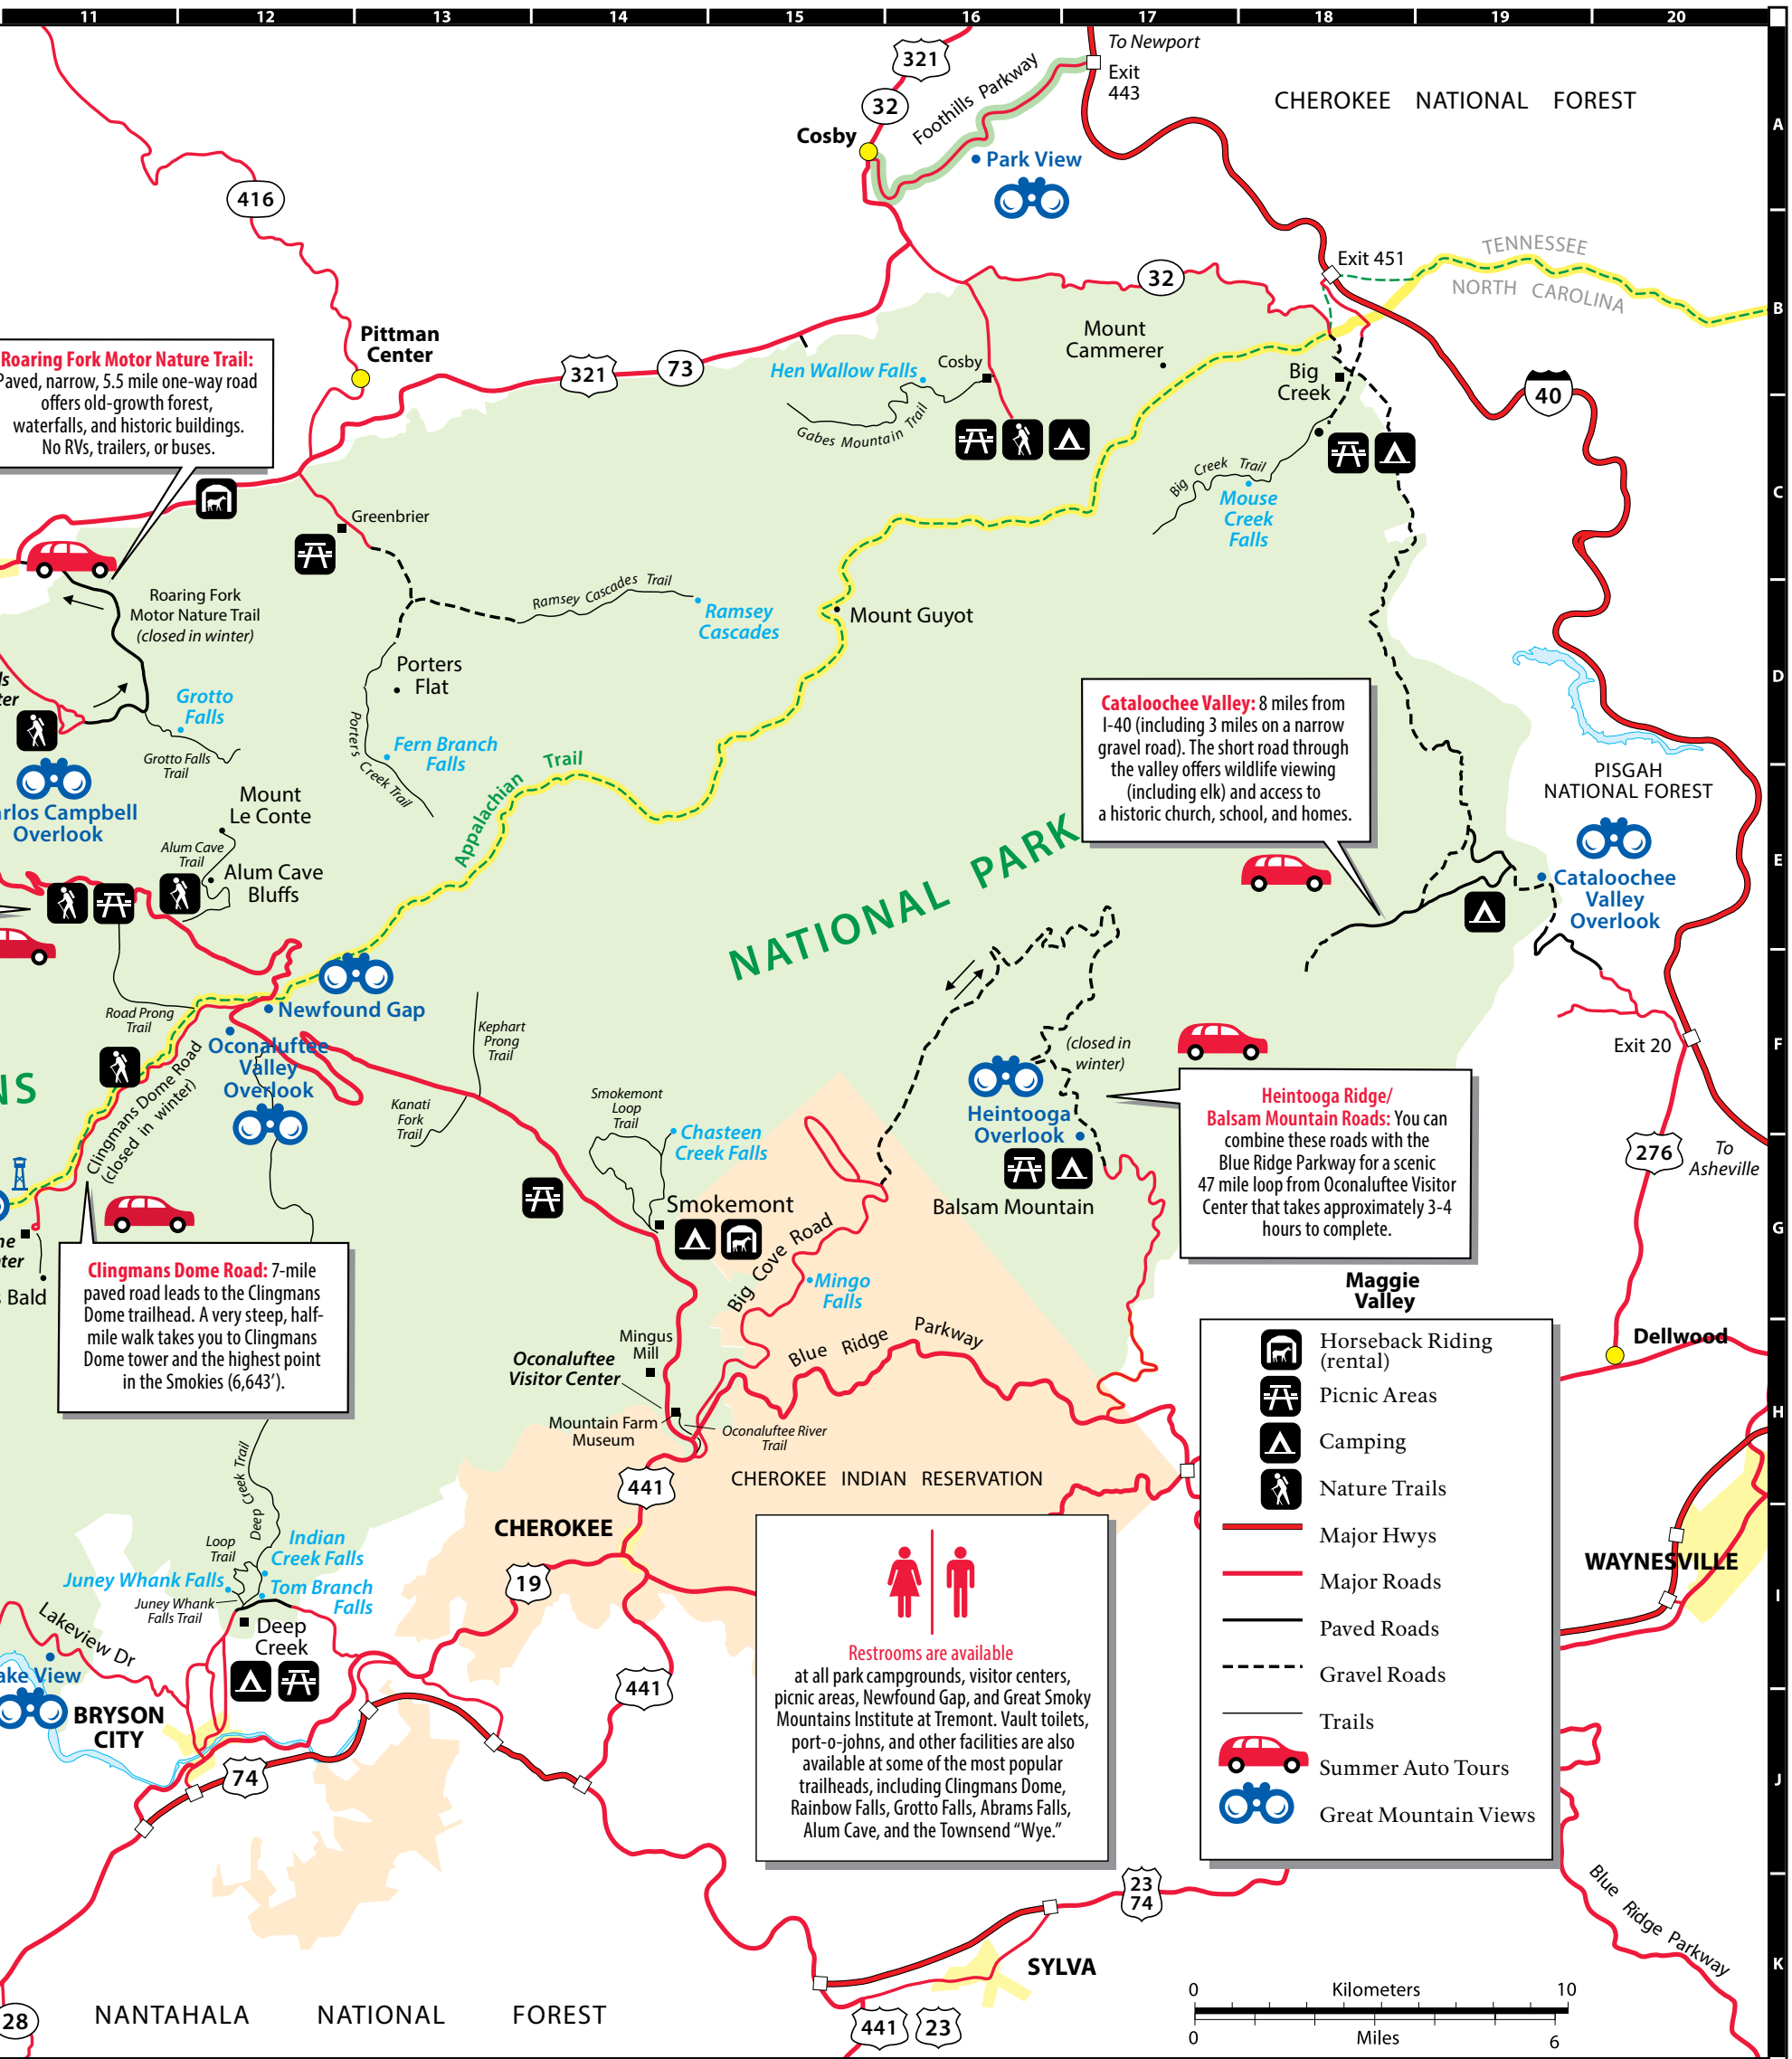 11 12 13 14 15 16 17 18 19 20
A
B
C
D
E
F
G
H
I
J
K
321
32
Cosby
Foothills Parkway
To Newport
Exit
443
CHEROKEE NATIONAL FOREST
Park View
416
Exit 451
TENNESSEE
NORTH CAROLINA
32
Pittman
Center
321
73
Hen Wallow Falls
Cosby
Gabes Mountain Trail
Mount
Cammerer
Big
Creek
40
Roaring Fork Motor Nature Trail:
Paved, narrow, 5.5 mile one-way road
offers old-growth forest,
waterfalls, and historic buildings.
No RVs, trailers, or buses.
Big Creek Trail
Mouse
Creek
Falls
Greenbrier
Roaring Fork
Motor Nature Trail
(closed in winter)
Ramsey Cascades Trail
Ramsey
Cascades
Mount Guyot
Porters
Flat
Porters Creek Trail
Fern Branch
Falls
ls
ter
Grotto
Falls
Grotto Falls
Trail
arlos Campbell
Overlook
Mount
Le Conte
Alum Cave
Trail
Alum Cave
Bluffs
Appalachian Trail
NATIONAL PARK
Cataloochee Valley: 8 miles from
I-40 (including 3 miles on a narrow
gravel road). The short road through
the valley offers wildlife viewing
(including elk) and access to
a historic church, school, and homes.
PISGAH
NATIONAL FOREST
Cataloochee
Valley
Overlook
Road Prong
Trail
Newfound Gap
Oconaluftee
Valley
Overlook
Kephart
Prong
Trail
Kanati
Fork
Trail
NS
Clingmans Dome Road
(closed in winter)
Smokemont
Loop
Trail
Chasteen
Creek Falls
(closed in
winter)
Heintooga
Overlook
Balsam Mountain
Exit 20
276
To
Asheville
Heintooga Ridge/
Balsam Mountain Roads: You can
combine these roads with the
Blue Ridge Parkway for a scenic
47 mile loop from Oconaluftee Visitor
Center that takes approximately 3-4
hours to complete.
Smokemont
Big Cove Road
Mingo
Falls
me
ter
s Bald
Clingmans Dome Road: 7-mile
paved road leads to the Clingmans
Dome trailhead. A very steep, half-
mile walk takes you to Clingmans
Dome tower and the highest point
in the Smokies (6,643’).
Maggie
Valley
Dellwood
Mingus
Mill
Oconaluftee
Visitor Center
Blue Ridge Parkway
Mountain Farm
Museum
Oconaluftee River
Trail
CHEROKEE INDIAN RESERVATION
441
CHEROKEE
19
Deep Creek Trail
Loop
Trail
Indian
Creek Falls
Juney Whank Falls
Juney Whank
Falls Trail
Tom Branch
Falls
Deep
Creek
Lakeview Dr
ake View
BRYSON
CITY
74
441
Restrooms are available
at all park campgrounds, visitor centers,
picnic areas, Newfound Gap, and Great Smoky
Mountains Institute at Tremont. Vault toilets,
port-o-johns, and other facilities are also
available at some of the most popular
trailheads, including Clingmans Dome,
Rainbow Falls, Grotto Falls, Abrams Falls,
Alum Cave, and the Townsend “Wye.”
Horseback Riding
(rental)
Picnic Areas
Camping
Nature Trails
Major Hwys
Major Roads
Paved Roads
Gravel Roads
Trails
Summer Auto Tours
Great Mountain Views
WAYNESVILLE
23
74
Blue Ridge Parkway
SYLVA
441
23
28
NANTAHALA NATIONAL FOREST
0 Kilometers 10
0 Miles 6